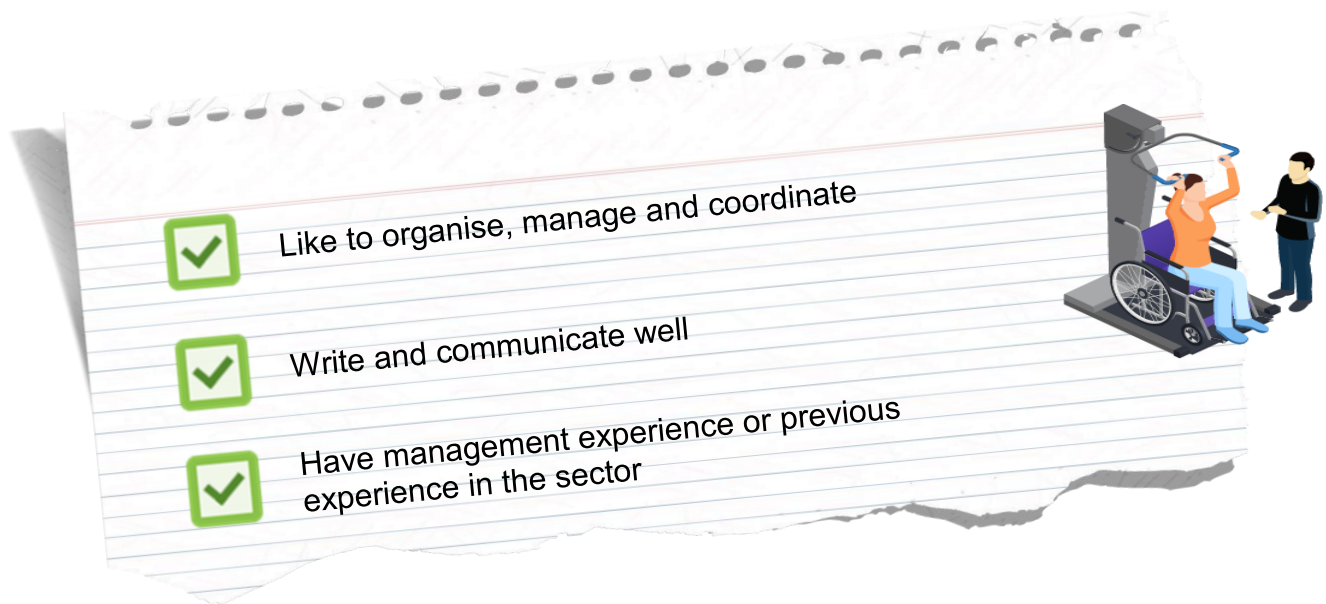 Like to organise, manage and coordinate
Write and communicate well
Have management experience or previous
experience in the sector